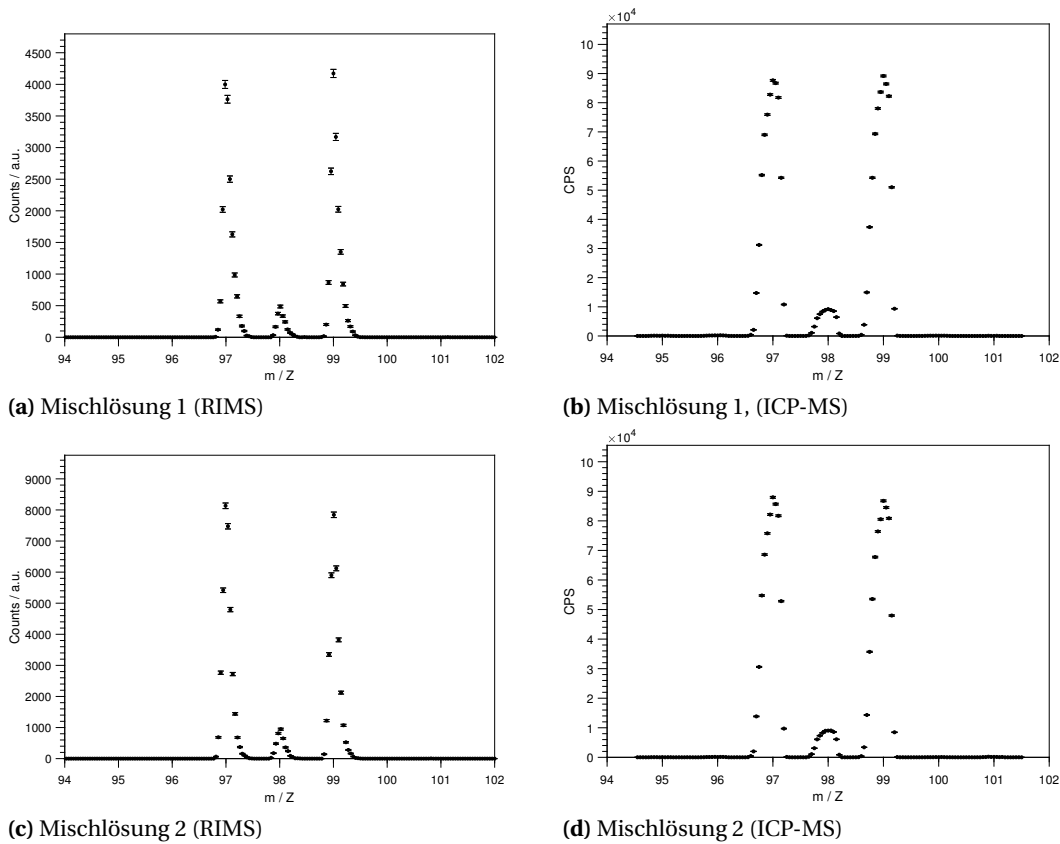 4500
4000
3500
3000
2500
2000
1500
1000
500
0
Counts / a.u.
94 95 96 97 98 99 100 101 102
m / Z
(a) Mischlösung 1 (RIMS)
×10⁴
10
9
8
7
6
5
4
3
2
1
0
CPS
94 95 96 97 98 99 100 101 102
m / Z
(b) Mischlösung 1, (ICP-MS)
9000
8000
7000
6000
5000
4000
3000
2000
1000
0
Counts / a.u.
94 95 96 97 98 99 100 101 102
m / Z
(c) Mischlösung 2 (RIMS)
×10⁴
10
9
8
7
6
5
4
3
2
1
0
CPS
94 95 96 97 98 99 100 101 102
m / Z
(d) Mischlösung 2 (ICP-MS)